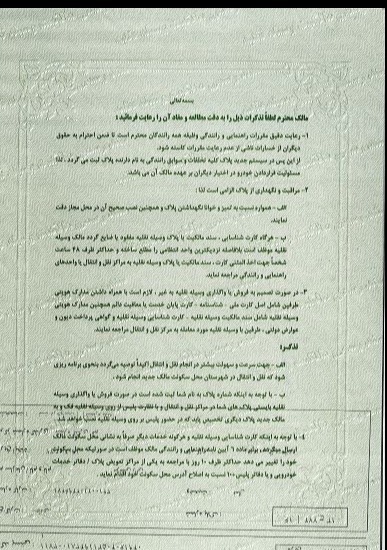 بسمه تعالی
مالک محترم لطفاً تذکرات ذیل را به دقت مطالعه و مفاد آن را رعایت فرمائید :
۱- رعایت دقیق مقررات راهنمایی و رانندگی وظیفه همه رانندگان محترم است تا ضمن احترام به حقوق
دیگران از خسارات ناشی از عدم رعایت مقررات کاسته شود.
از این پس در سیستم جدید پلاک کلیه تخلفات و سوابق رانندگی به نام دارنده پلاک ثبت می گردد . لذا
مسئولیت قراردادن خودرو در اختیار دیگران بر عهده مالک آن می باشد.
۲- مراقبت و نگهداری از پلاک الزامی است لذا :
الف - همواره نسبت به تمیز و خوانا نگهداشتن پلاک و همچنین نصب صحیح آن در محل مجاز دقت
نمایند.
ب - هرگاه کارت شناسایی ، سند مالکیت یا پلاک وسیله نقلیه مفقود یا ضایع گردد مالک وسیله
نقلیه موظف است بلافاصله نزدیکترین واحد انتظامی را مطلع ساخته و حداکثر ظرف ۴۸ ساعت
شخصاً جهت اخذ المثنی کارت ، سند مالکیت یا پلاک وسیله نقلیه به مراکز نقل و انتقال یا واحدهای
راهنمایی و رانندگی مراجعه نماید.
۳- در صورت تصمیم به فروش یا واگذاری وسیله نقلیه به غیر ، لازم است با همراه داشتن مدارک هویتی
طرفین شامل اصل کارت ملی - شناسنامه - کارت پایان خدمت یا معافیت دائم همچنین مدارک هویتی
وسیله نقلیه شامل سند مالکیت وسیله نقلیه - کارت شناسایی وسیله نقلیه و گواهی پرداخت دیون و
عوارض دولتی ، طرفین با وسیله نقلیه مورد معامله به مرکز نقل و انتقال مراجعه نمایند.
تذکر :
الف - جهت سرعت و سهولت بیشتر در انجام نقل و انتقال اکیداً توصیه می گردد بنحوی برنامه ریزی
شود که نقل و انتقال در شهرستان محل سکونت مالک جدید انجام شود .
ب - با توجه به اینکه شماره پلاک به نام شما ثبت شده است در صورت فروش یا واگذاری وسیله
نقلیه بایستی پلاک های شما در مراکز نقل و انتقال و با نظارت پلیس از روی وسیله نقلیه فک و به
مالک جدید پلاک دیگری تخصیص یابد که در حضور پلیس بر روی وسیله نقلیه نصب خواهد شد .
۴- با توجه به اینکه کارت شناسایی وسیله نقلیه و هرگونه خدمات دیگر صرفاً به نشانی محل سکونت مالک
ارسال میگردد، برابر ماده ۶ آیین نامه راهنمایی و رانندگی مالک موظف است در صورتیکه محل سکونت
خود را تغییر می دهد حداکثر ظرف ۱۰ روز با مراجعه به یکی از مراکز تعویض پلاک / دفاتر خدمات
خودرویی و یا دفاتر پلیس +۱۰ نسبت به اصلاح آدرس محل سکونت خود اقدام نماید.